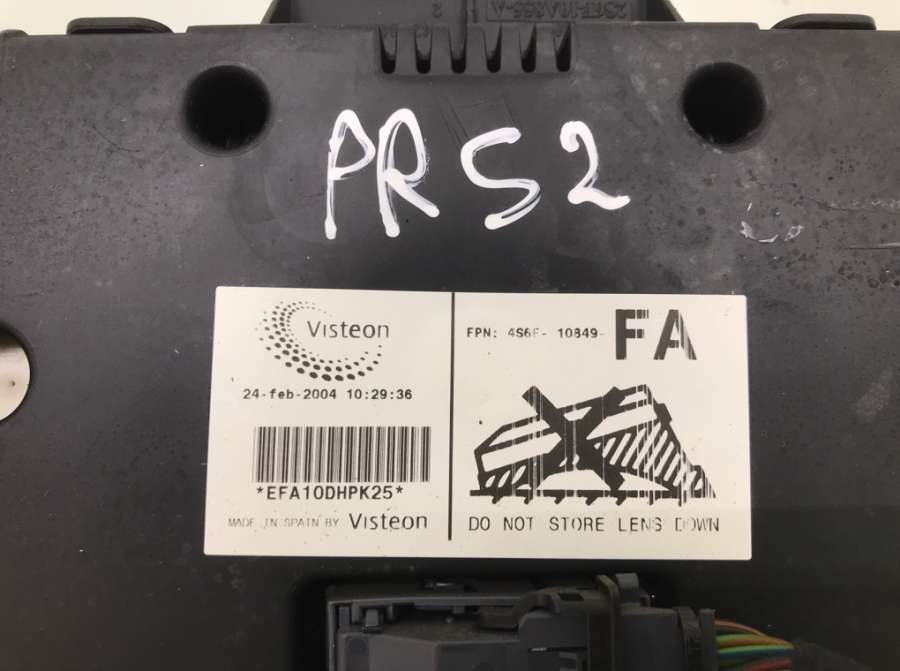 PRS2
Visteon
24-feb-2004 10:29:36
*EFA10DHPK25*
MADE IN SPAIN BY Visteon
FPN: 4S6F- 10849- FA
DO NOT STORE LENS DOWN